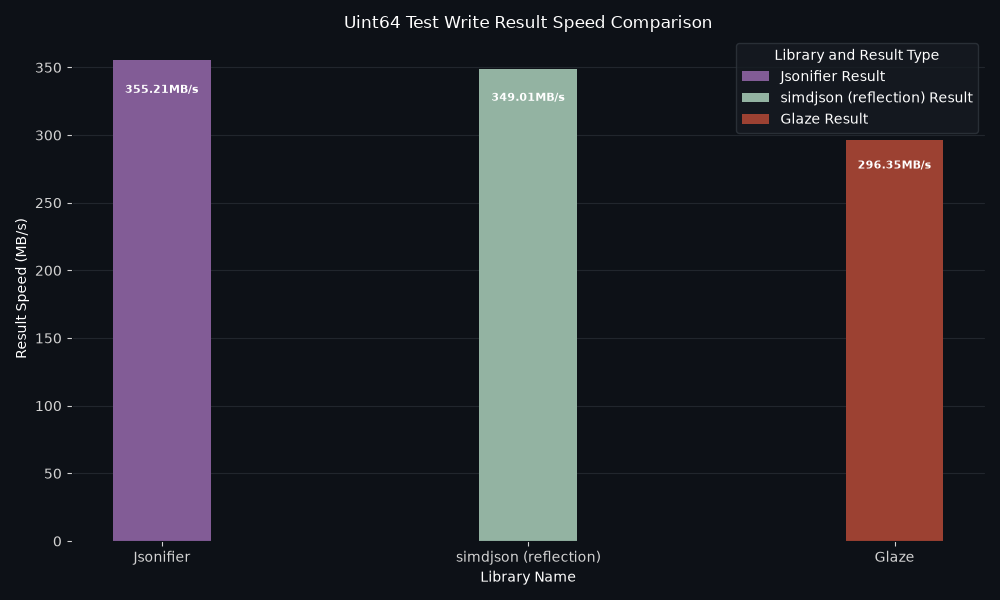 Uint64 Test Write Result Speed Comparison
Library and Result Type
Jsonifier Result
simdjson (reflection) Result
Glaze Result
355.21MB/s
349.01MB/s
296.35MB/s
Result Speed (MB/s)
350
300
250
200
150
100
50
0
Jsonifier
simdjson (reflection)
Glaze
Library Name